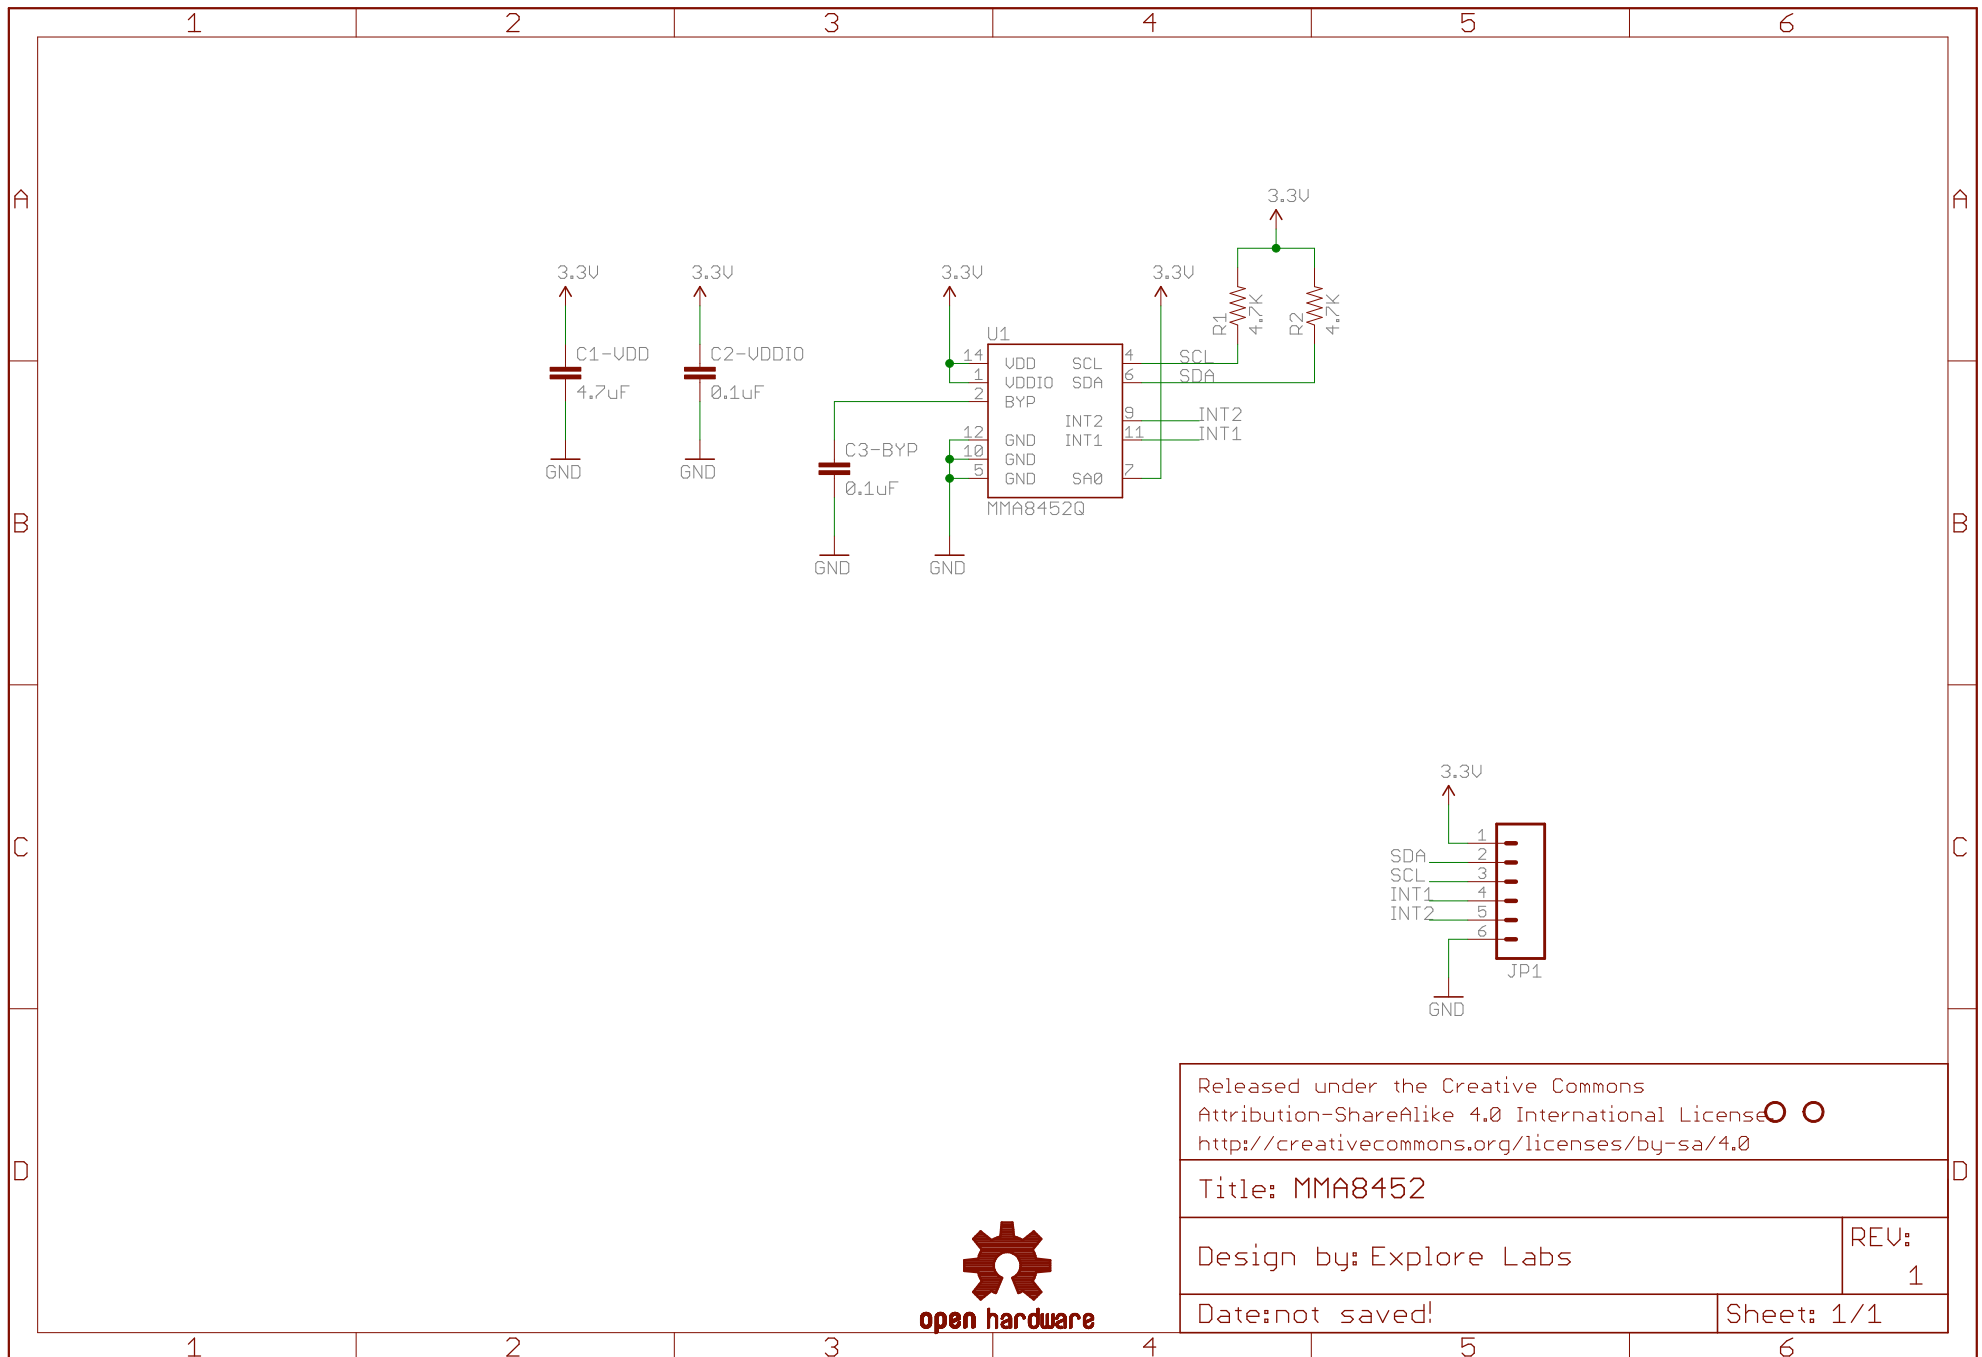 1 2 3 4 5 6
A A
3.3V
3.3V 3.3V 3.3V 3.3V
R1 4.7K R2 4.7K
U1
C1-VDD C2-VDDIO
4.7uF 0.1uF
14 VDD SCL 4 SCL
1 VDDIO SDA 6 SDA
2 BYP
INT2 9 INT2
12 GND INT1 11 INT1
10 GND
5 GND SA0 7
MMA8452Q
C3-BYP
0.1uF
GND GND
B B
GND GND
3.3V
C C
1
SDA 2
SCL 3
INT1 4
INT2 5
6
JP1
GND
Released under the Creative Commons
Attribution-ShareAlike 4.0 International License
http://creativecommons.org/licenses/by-sa/4.0
D D
Title: MMA8452
Design by: Explore Labs
REV:
1
Date:not saved!
Sheet: 1/1
open hardware
1 2 3 4 5 6